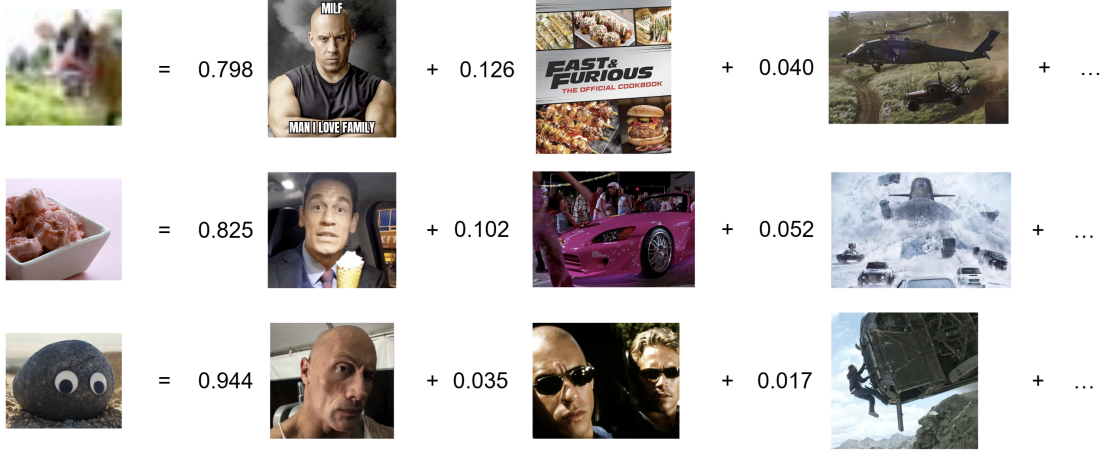 MILF
MAN I LOVE FAMILY
= 0.798 + 0.126 + 0.040 + ...
FAST &
FURIOUS
THE OFFICIAL COOKBOOK
= 0.825 + 0.102 + 0.052 + ...
= 0.944 + 0.035 + 0.017 + ...